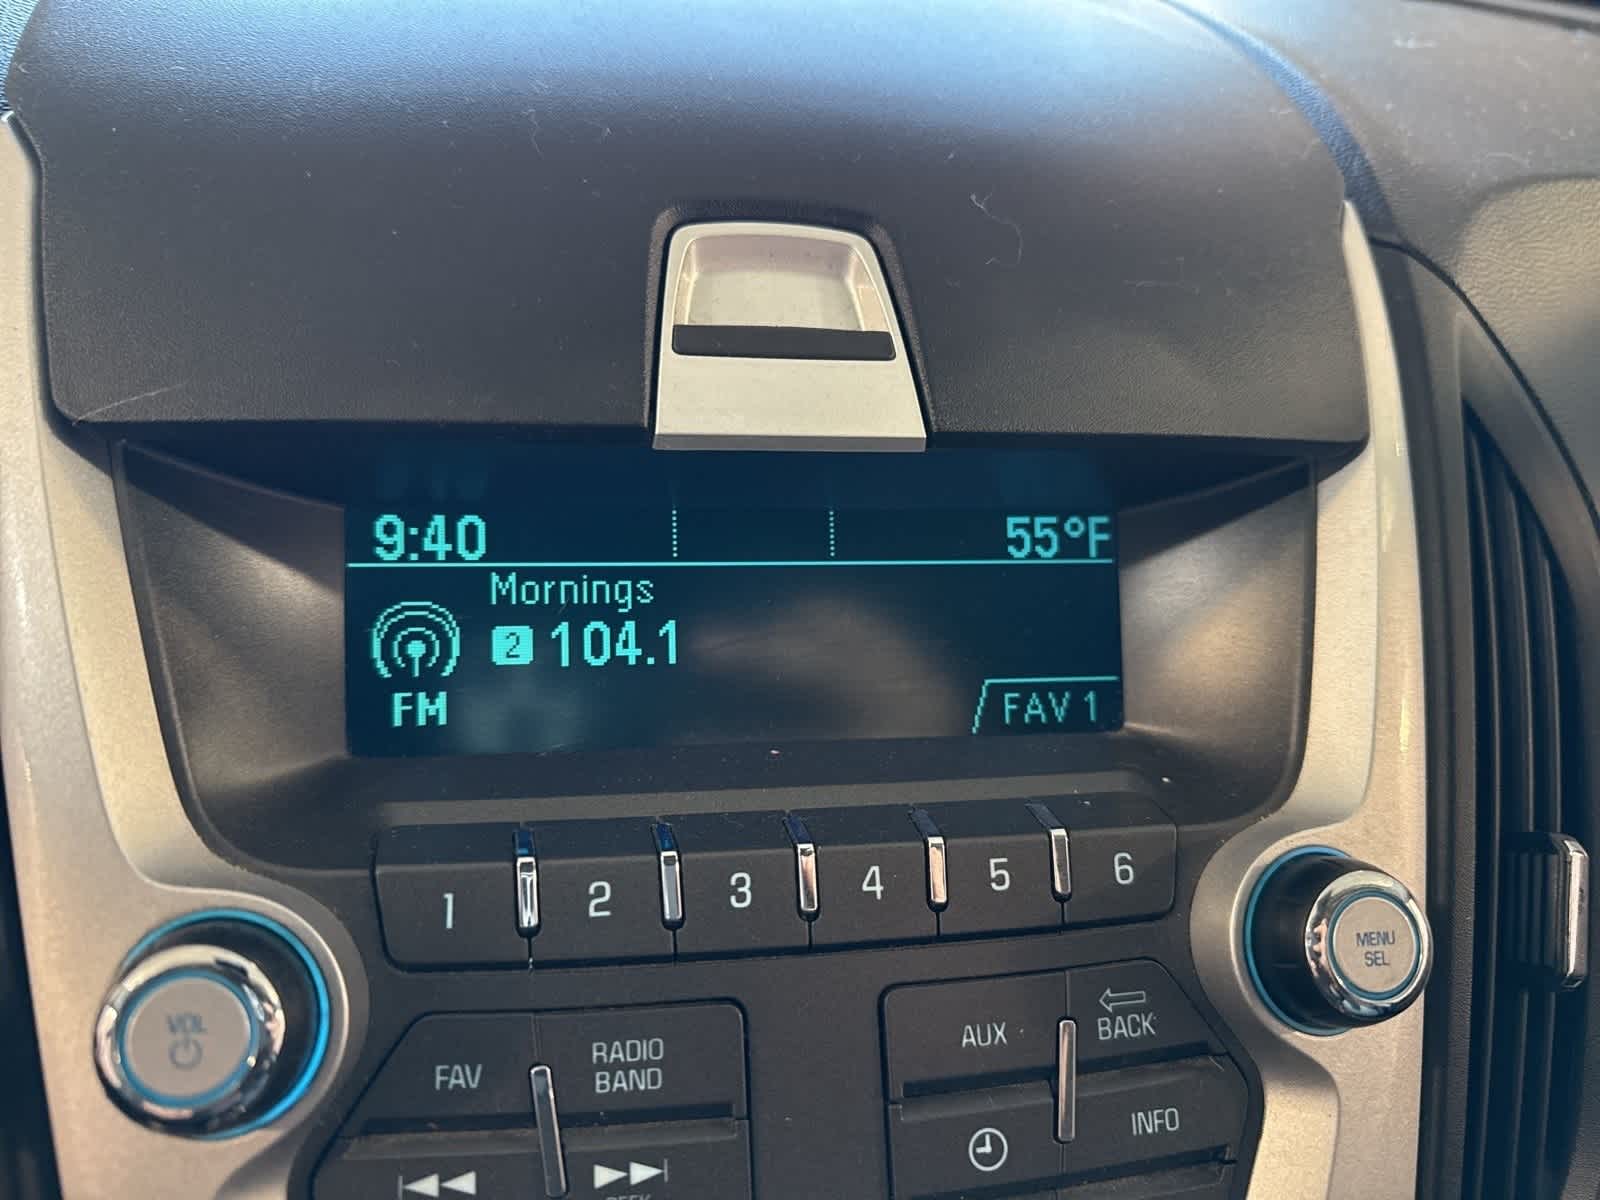 9:40 55°F
Mornings
2 104.1
FM
FAV 1
1 2 3 4 5 6
VOL
MENU
SEL
FAV
RADIO
BAND
AUX
BACK
INFO